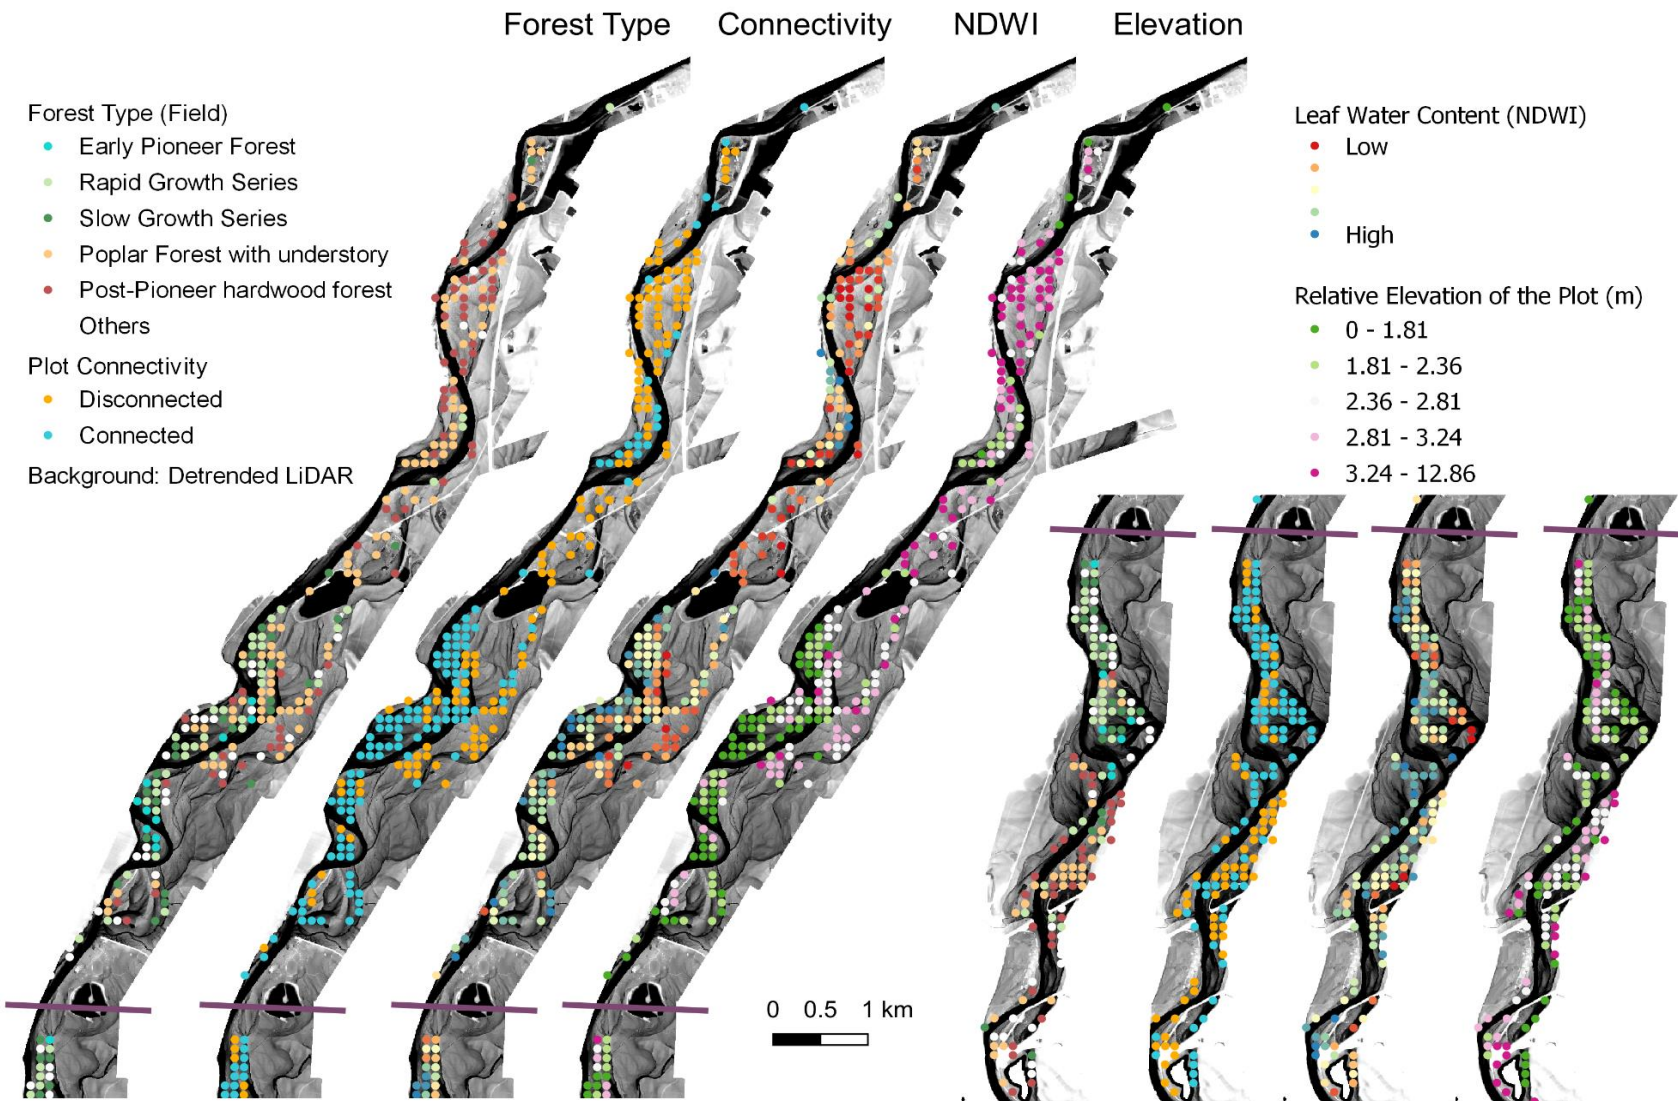 Forest Type
Connectivity
NDWI
Elevation
Forest Type (Field)
Early Pioneer Forest
Rapid Growth Series
Slow Growth Series
Poplar Forest with understory
Post-Pioneer hardwood forest
Others
Plot Connectivity
Disconnected
Connected
Background: Detrended LiDAR
Leaf Water Content (NDWI)
Low
High
Relative Elevation of the Plot (m)
0 - 1.81
1.81 - 2.36
2.36 - 2.81
2.81 - 3.24
3.24 - 12.86
0 0.5 1 km